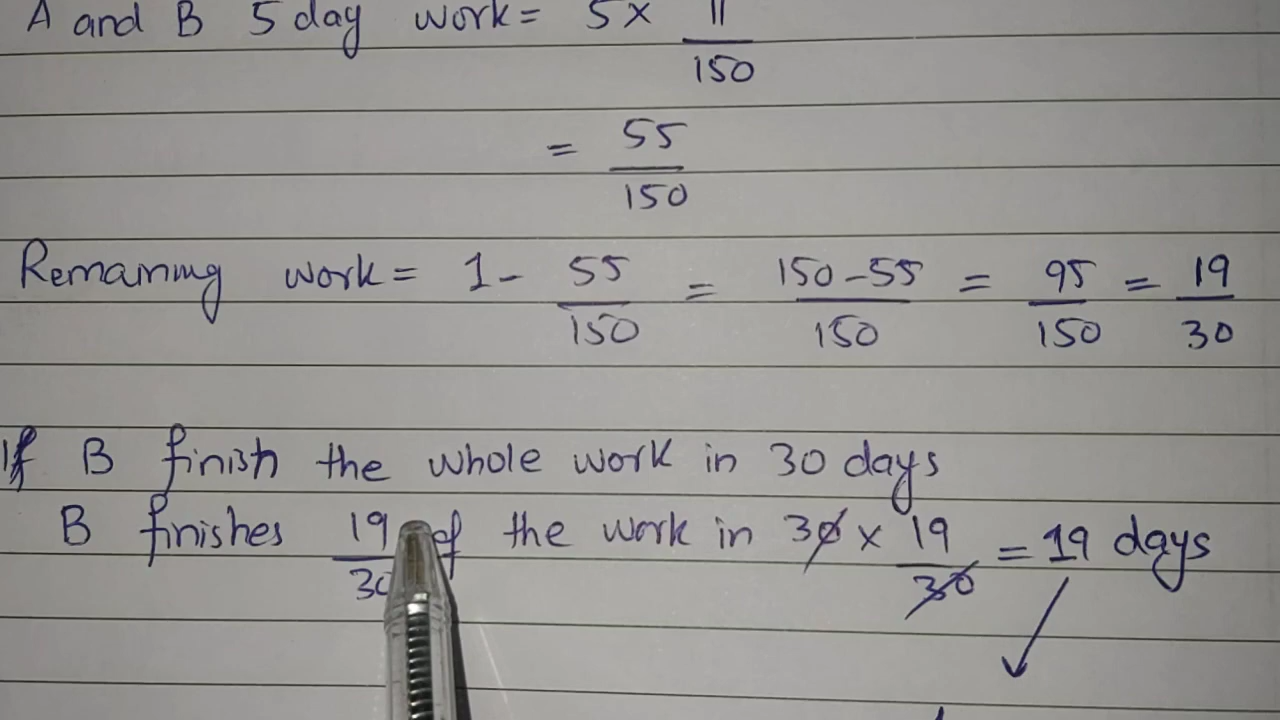 A and B 5 day work = 5 x 11/150
= 55/150
Remaining work = 1 - 55/150 = 150-55/150 = 95/150 = 19/30
If B finish the whole work in 30 days
B finishes 19/30 of the work in 30 x 19/30 = 19 days